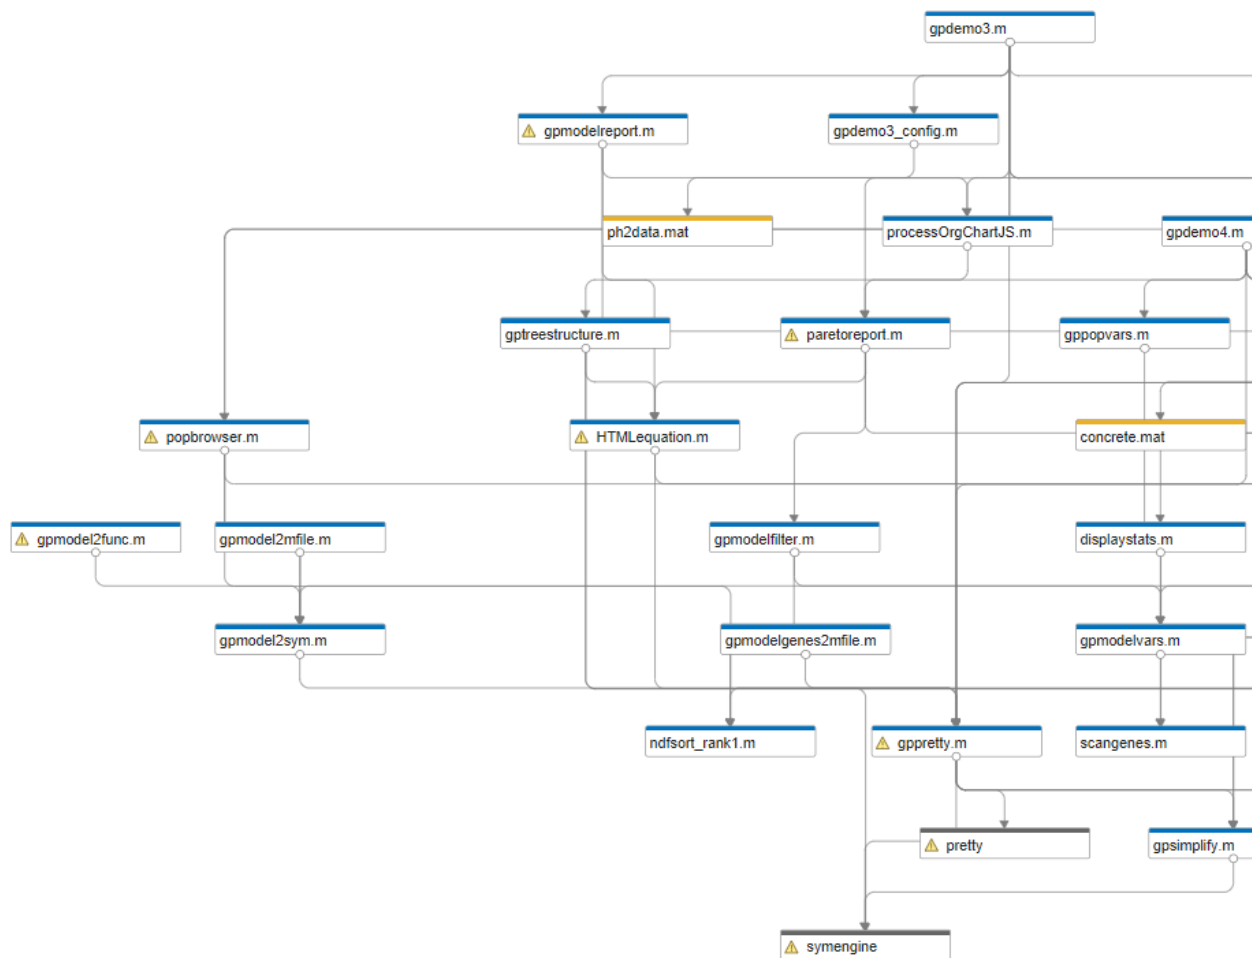 gpdemo3.m
gpmodelreport.m
gpdemo3_config.m
ph2data.mat
processOrgChartJS.m
gpdemo4.m
gptreestructure.m
paretoreport.m
gppopvars.m
popbrowser.m
HTMLequation.m
concrete.mat
gpmodel2func.m
gpmodel2mfile.m
gpmodelfilter.m
displaystats.m
gpmodel2sym.m
gpmodelgenes2mfile.m
gpmodelvars.m
ndfsort_rank1.m
gppretty.m
scangenes.m
pretty
gpsimplify.m
symengine